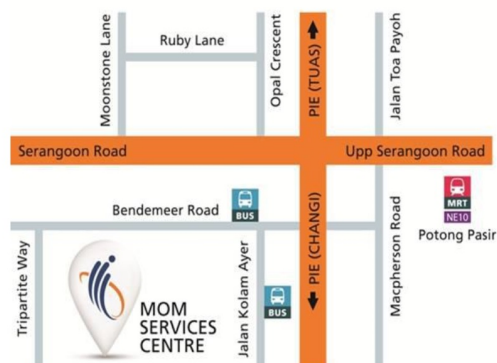 Moonstone Lane
Ruby Lane
Opal Crescent
PIE (TUAS)
Jalan Toa Payoh
Serangoon Road
Upp Serangoon Road
Bendemeer Road
BUS
MRT
NE10
Potong Pasir
Tripartite Way
MOM
SERVICES
CENTRE
Jalan Kolam Ayer
BUS
PIE (CHANGI)
Macpherson Road